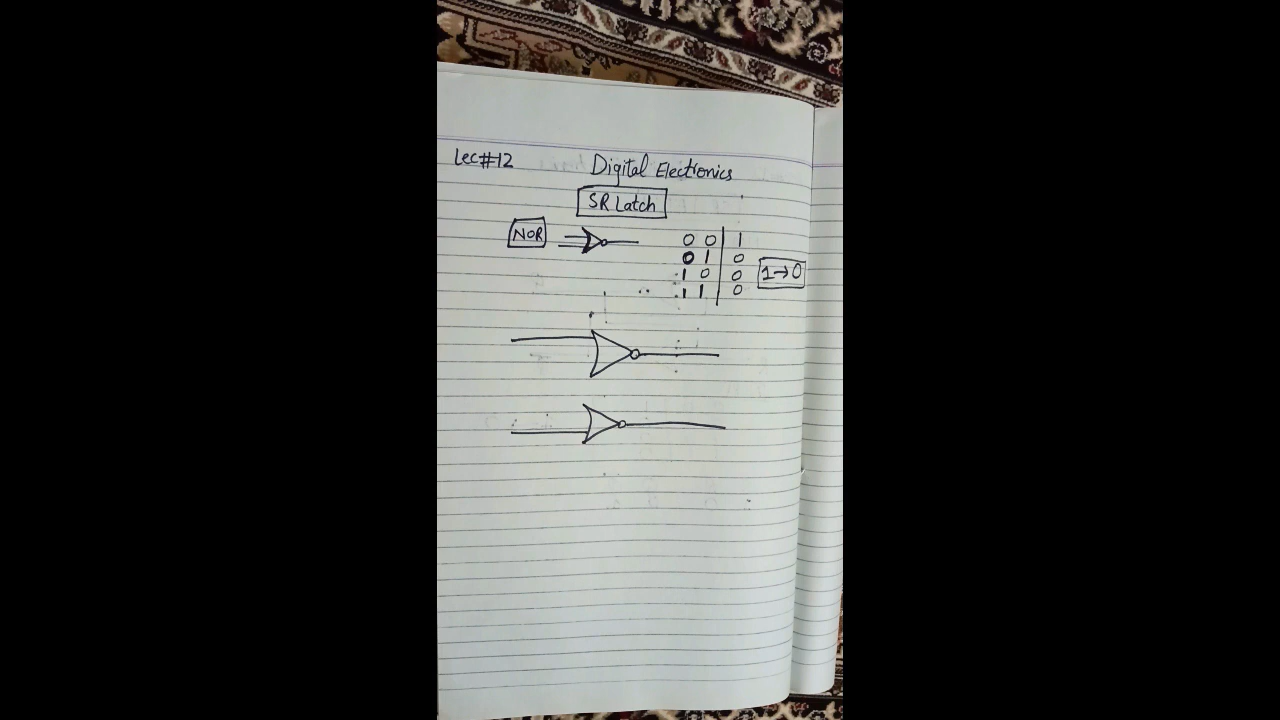 Lec#12
Digital Electronics
SR Latch
NOR
0 0 | 1
0 1 | 0
1 0 | 0
1 1 | 0
1→0